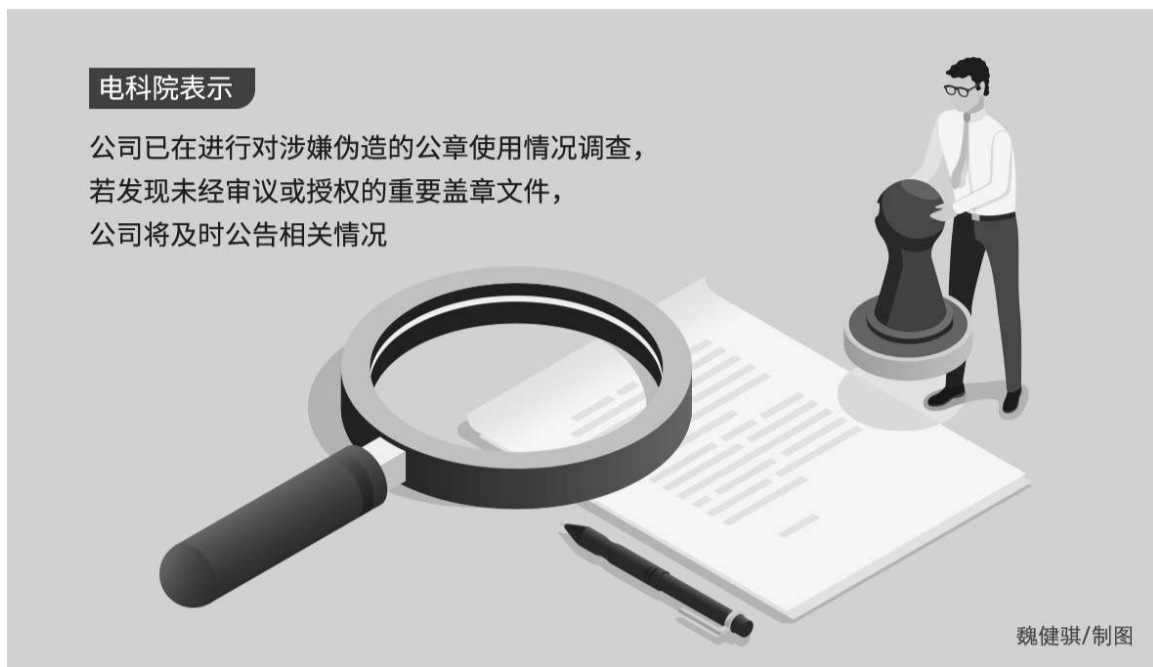 电科院表示
公司已在进行对涉嫌伪造的公章使用情况调查，
若发现未经审议或授权的重要盖章文件，
公司将及时公告相关情况
魏健骐/制图